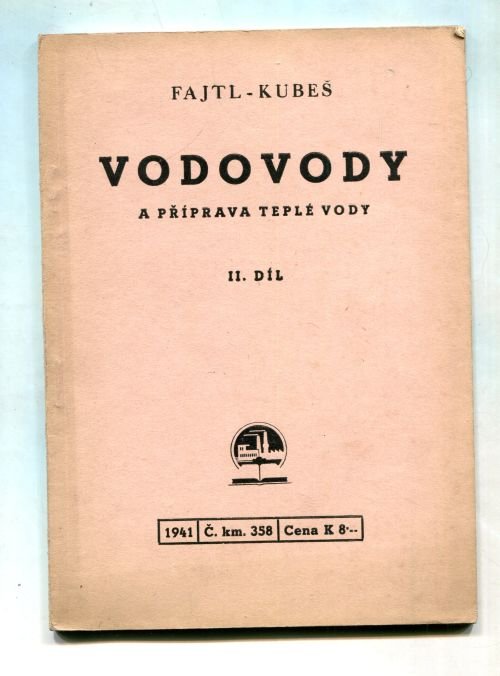 FAJTL-KUBEŠ
VODOVODY
A PŘÍPRAVA TEPLÉ VODY
II. DÍL
1941 Č. km. 358 Cena K 8·--